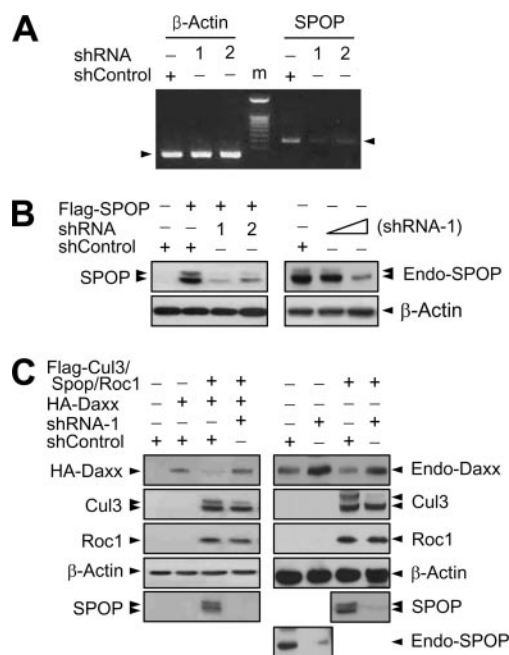 A
β-Actin SPOP
shRNA – 1 2 – 1 2
shControl + – – m + – –
B
Flag-SPOP – + + + – – –
shRNA – – 1 2 – (shRNA-1)
shControl + + – – + – –
SPOP Endo-SPOP
β-Actin
C
Flag-Cul3/
Spop/Roc1 – – + + – – + +
HA-Daxx – + + + – – – –
shRNA-1 – – – + – + – +
shControl + + + – + – + –
HA-Daxx Endo-Daxx
Cul3 Cul3
Roc1 Roc1
β-Actin β-Actin
SPOP SPOP
Endo-SPOP